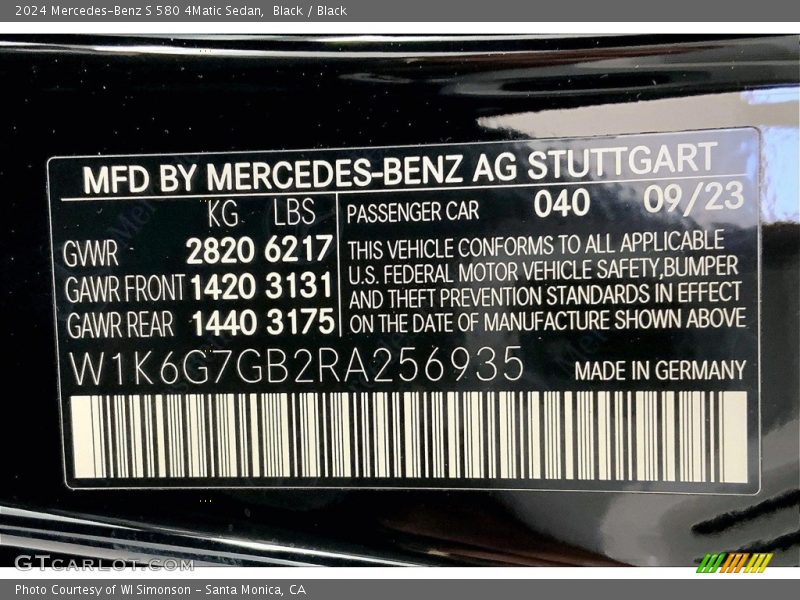 2024 Mercedes-Benz S 580 4Matic Sedan, Black / Black
MFD BY MERCEDES-BENZ AG STUTTGART
KG LBS
GWR 2820 6217
GAWR FRONT 1420 3131
GAWR REAR 1440 3175
PASSENGER CAR 040 09/23
THIS VEHICLE CONFORMS TO ALL APPLICABLE
U.S. FEDERAL MOTOR VEHICLE SAFETY,BUMPER
AND THEFT PREVENTION STANDARDS IN EFFECT
ON THE DATE OF MANUFACTURE SHOWN ABOVE
W1K6G7GB2RA256935
MADE IN GERMANY
GTCARLOT.COM
Photo Courtesy of WI Simonson - Santa Monica, CA